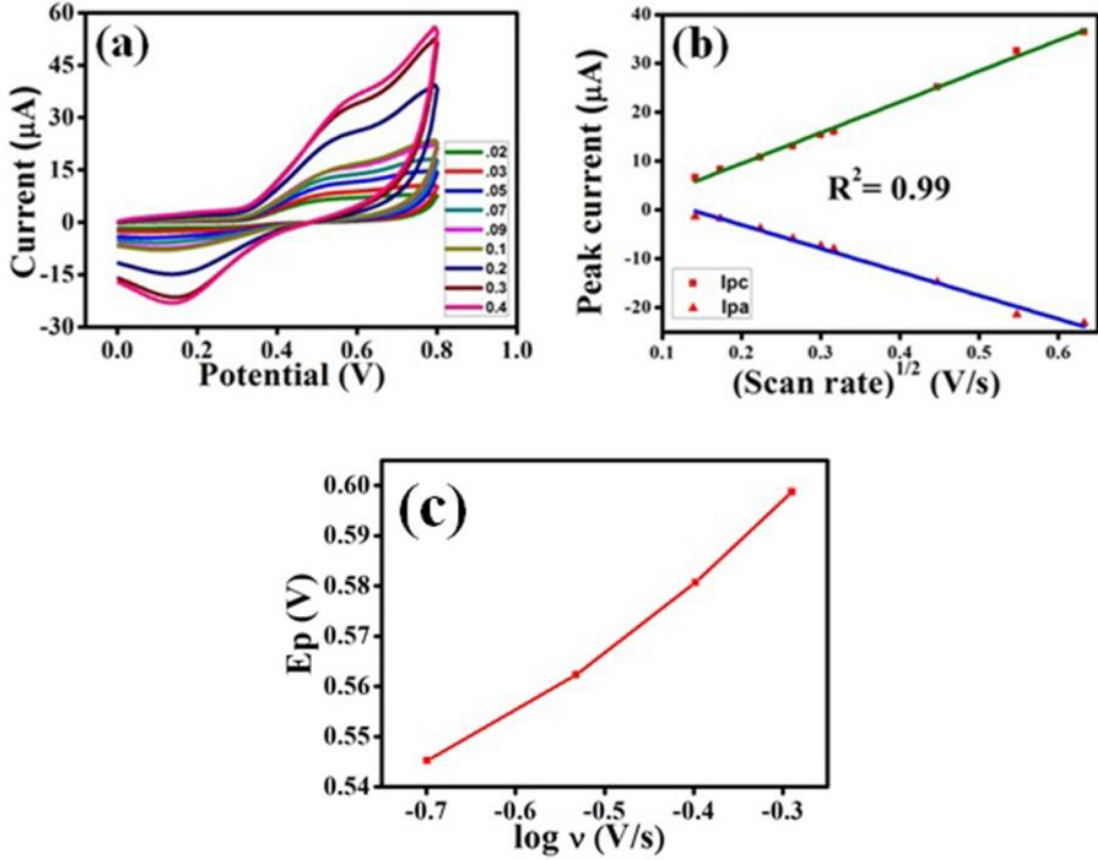 (a)
Current (μA)
60
45
30
15
0
-15
-30
0.0 0.2 0.4 0.6 0.8 1.0
Potential (V)
.02
.03
.05
.07
.09
0.1
0.2
0.3
0.4
(b)
Peak current (μA)
40
30
20
10
0
-10
-20
R²= 0.99
Ipc
Ipa
0.1 0.2 0.3 0.4 0.5 0.6
(Scan rate)¹/² (V/s)
(c)
Ep (V)
0.60
0.59
0.58
0.57
0.56
0.55
0.54
-0.7 -0.6 -0.5 -0.4 -0.3
log ν (V/s)